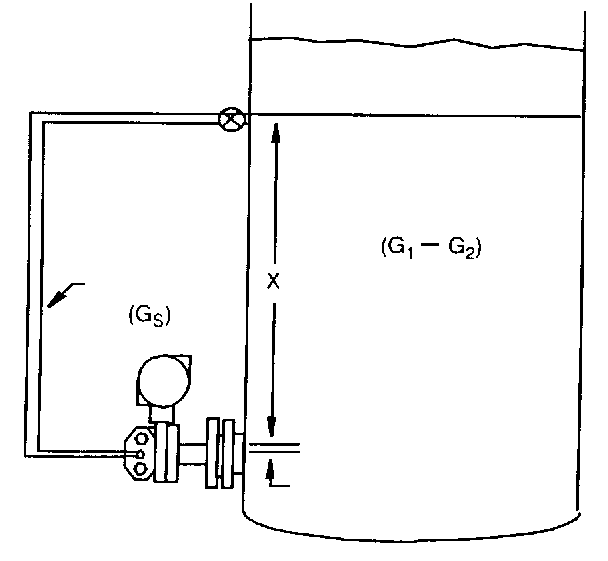 (G₁ — G₂)
X
(Gₛ)